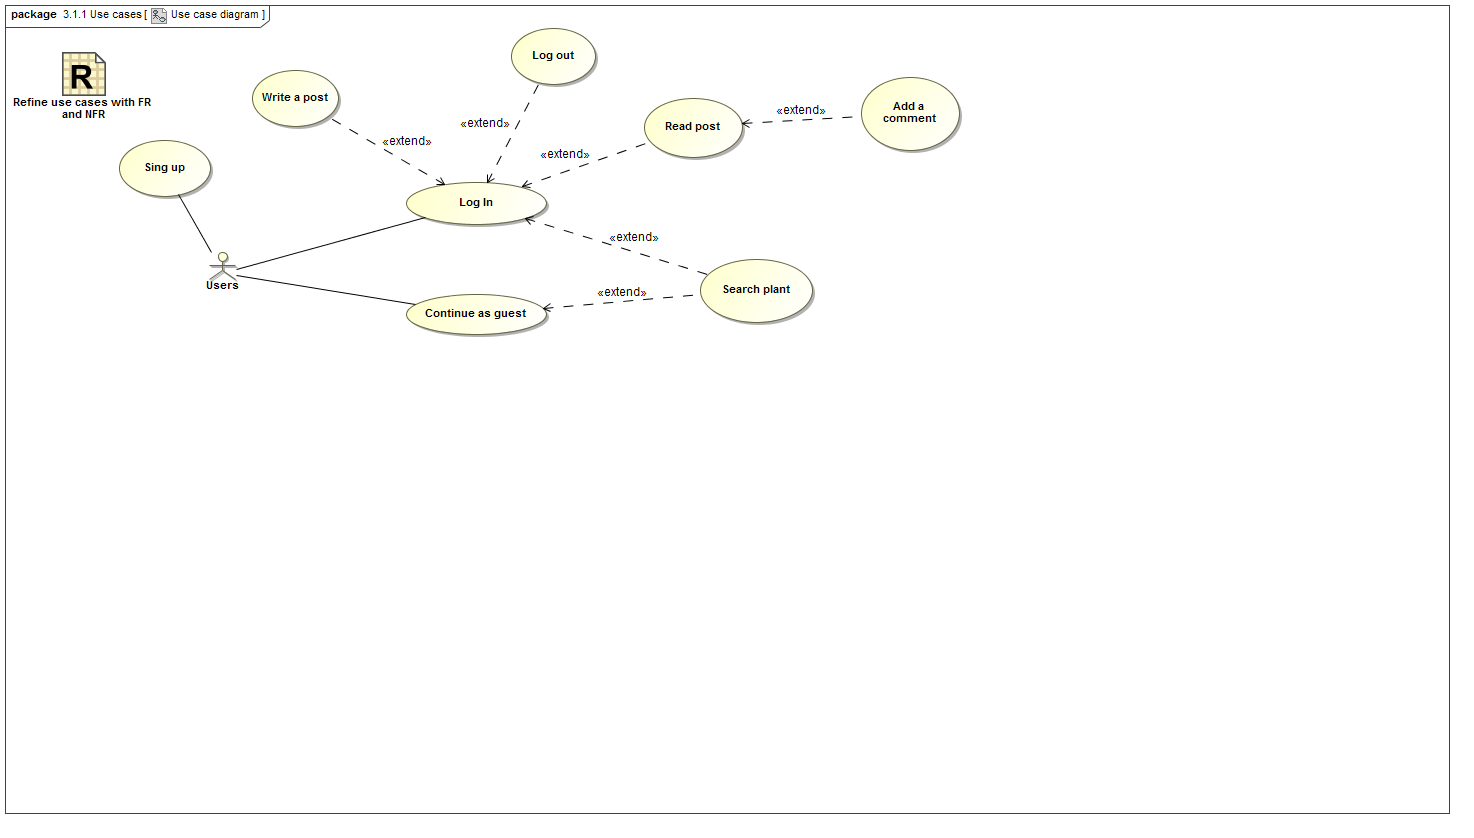 package 3.1.1 Use cases [ Use case diagram ]
R
Refine use cases with FR
and NFR
Log out
Write a post
Add a
comment
«extend»
Read post
«extend»
«extend»
«extend»
Sing up
Log In
«extend»
Users
Search plant
«extend»
Continue as guest